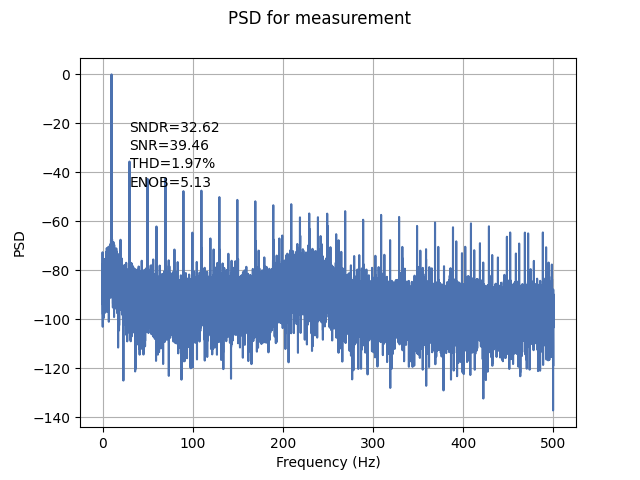 PSD for measurement
0
−20
−40
−60
−80
−100
−120
−140
PSD
SNDR=32.62
SNR=39.46
THD=1.97%
ENOB=5.13
0
100
200
300
400
500
Frequency (Hz)